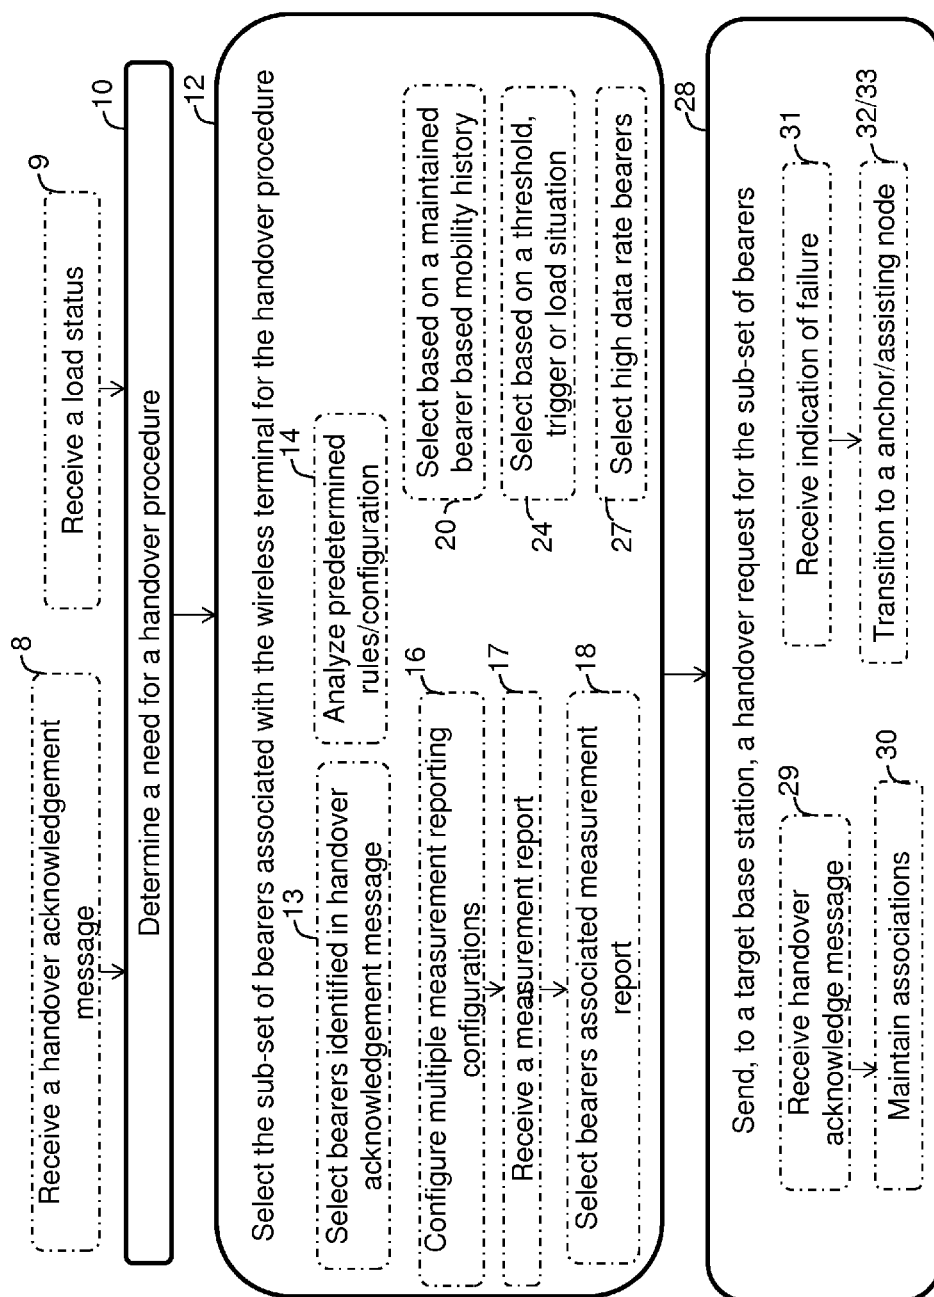 8
Receive a handover acknowledgement
message
9
Receive a load status
10
Determine a need for a handover procedure
12
Select the sub-set of bearers associated with the wireless terminal for the handover procedure
13
Select bearers identified in handover
acknowledgement message
14
Analyze predetermined
rules/configuration
16
Configure multiple measurement reporting
configurations
17
Receive a measurement report
18
Select bearers associated measurement
report
20
Select based on a maintained
bearer based mobility history
24
Select based on a threshold,
trigger or load situation
27
Select high data rate bearers
28
Send, to a target base station, a handover request for the sub-set of bearers
29
Receive handover
acknowledge message
30
Maintain associations
31
Receive indication of failure
32/33
Transition to a anchor/assisting node